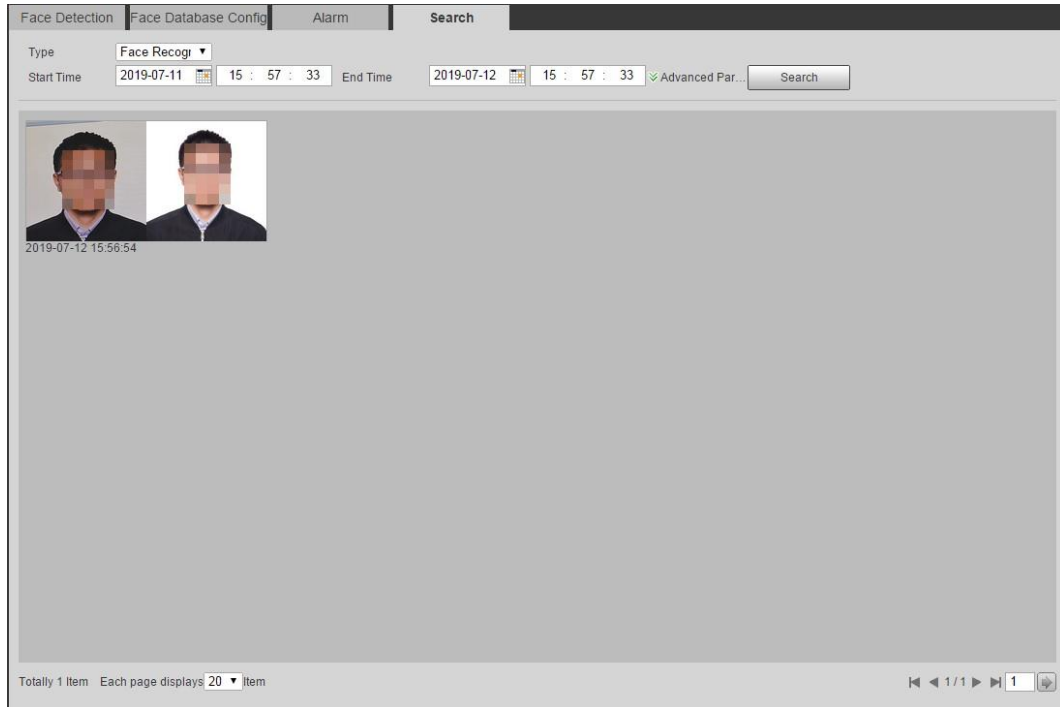 Face Detection Face Database Config Alarm Search
Type Face Recogr
Start Time 2019-07-11 15 : 57 : 33 End Time 2019-07-12 15 : 57 : 33 Advanced Par... Search
2019-07-12 15:56:54
Totally 1 Item Each page displays 20 Item 1 / 1 1